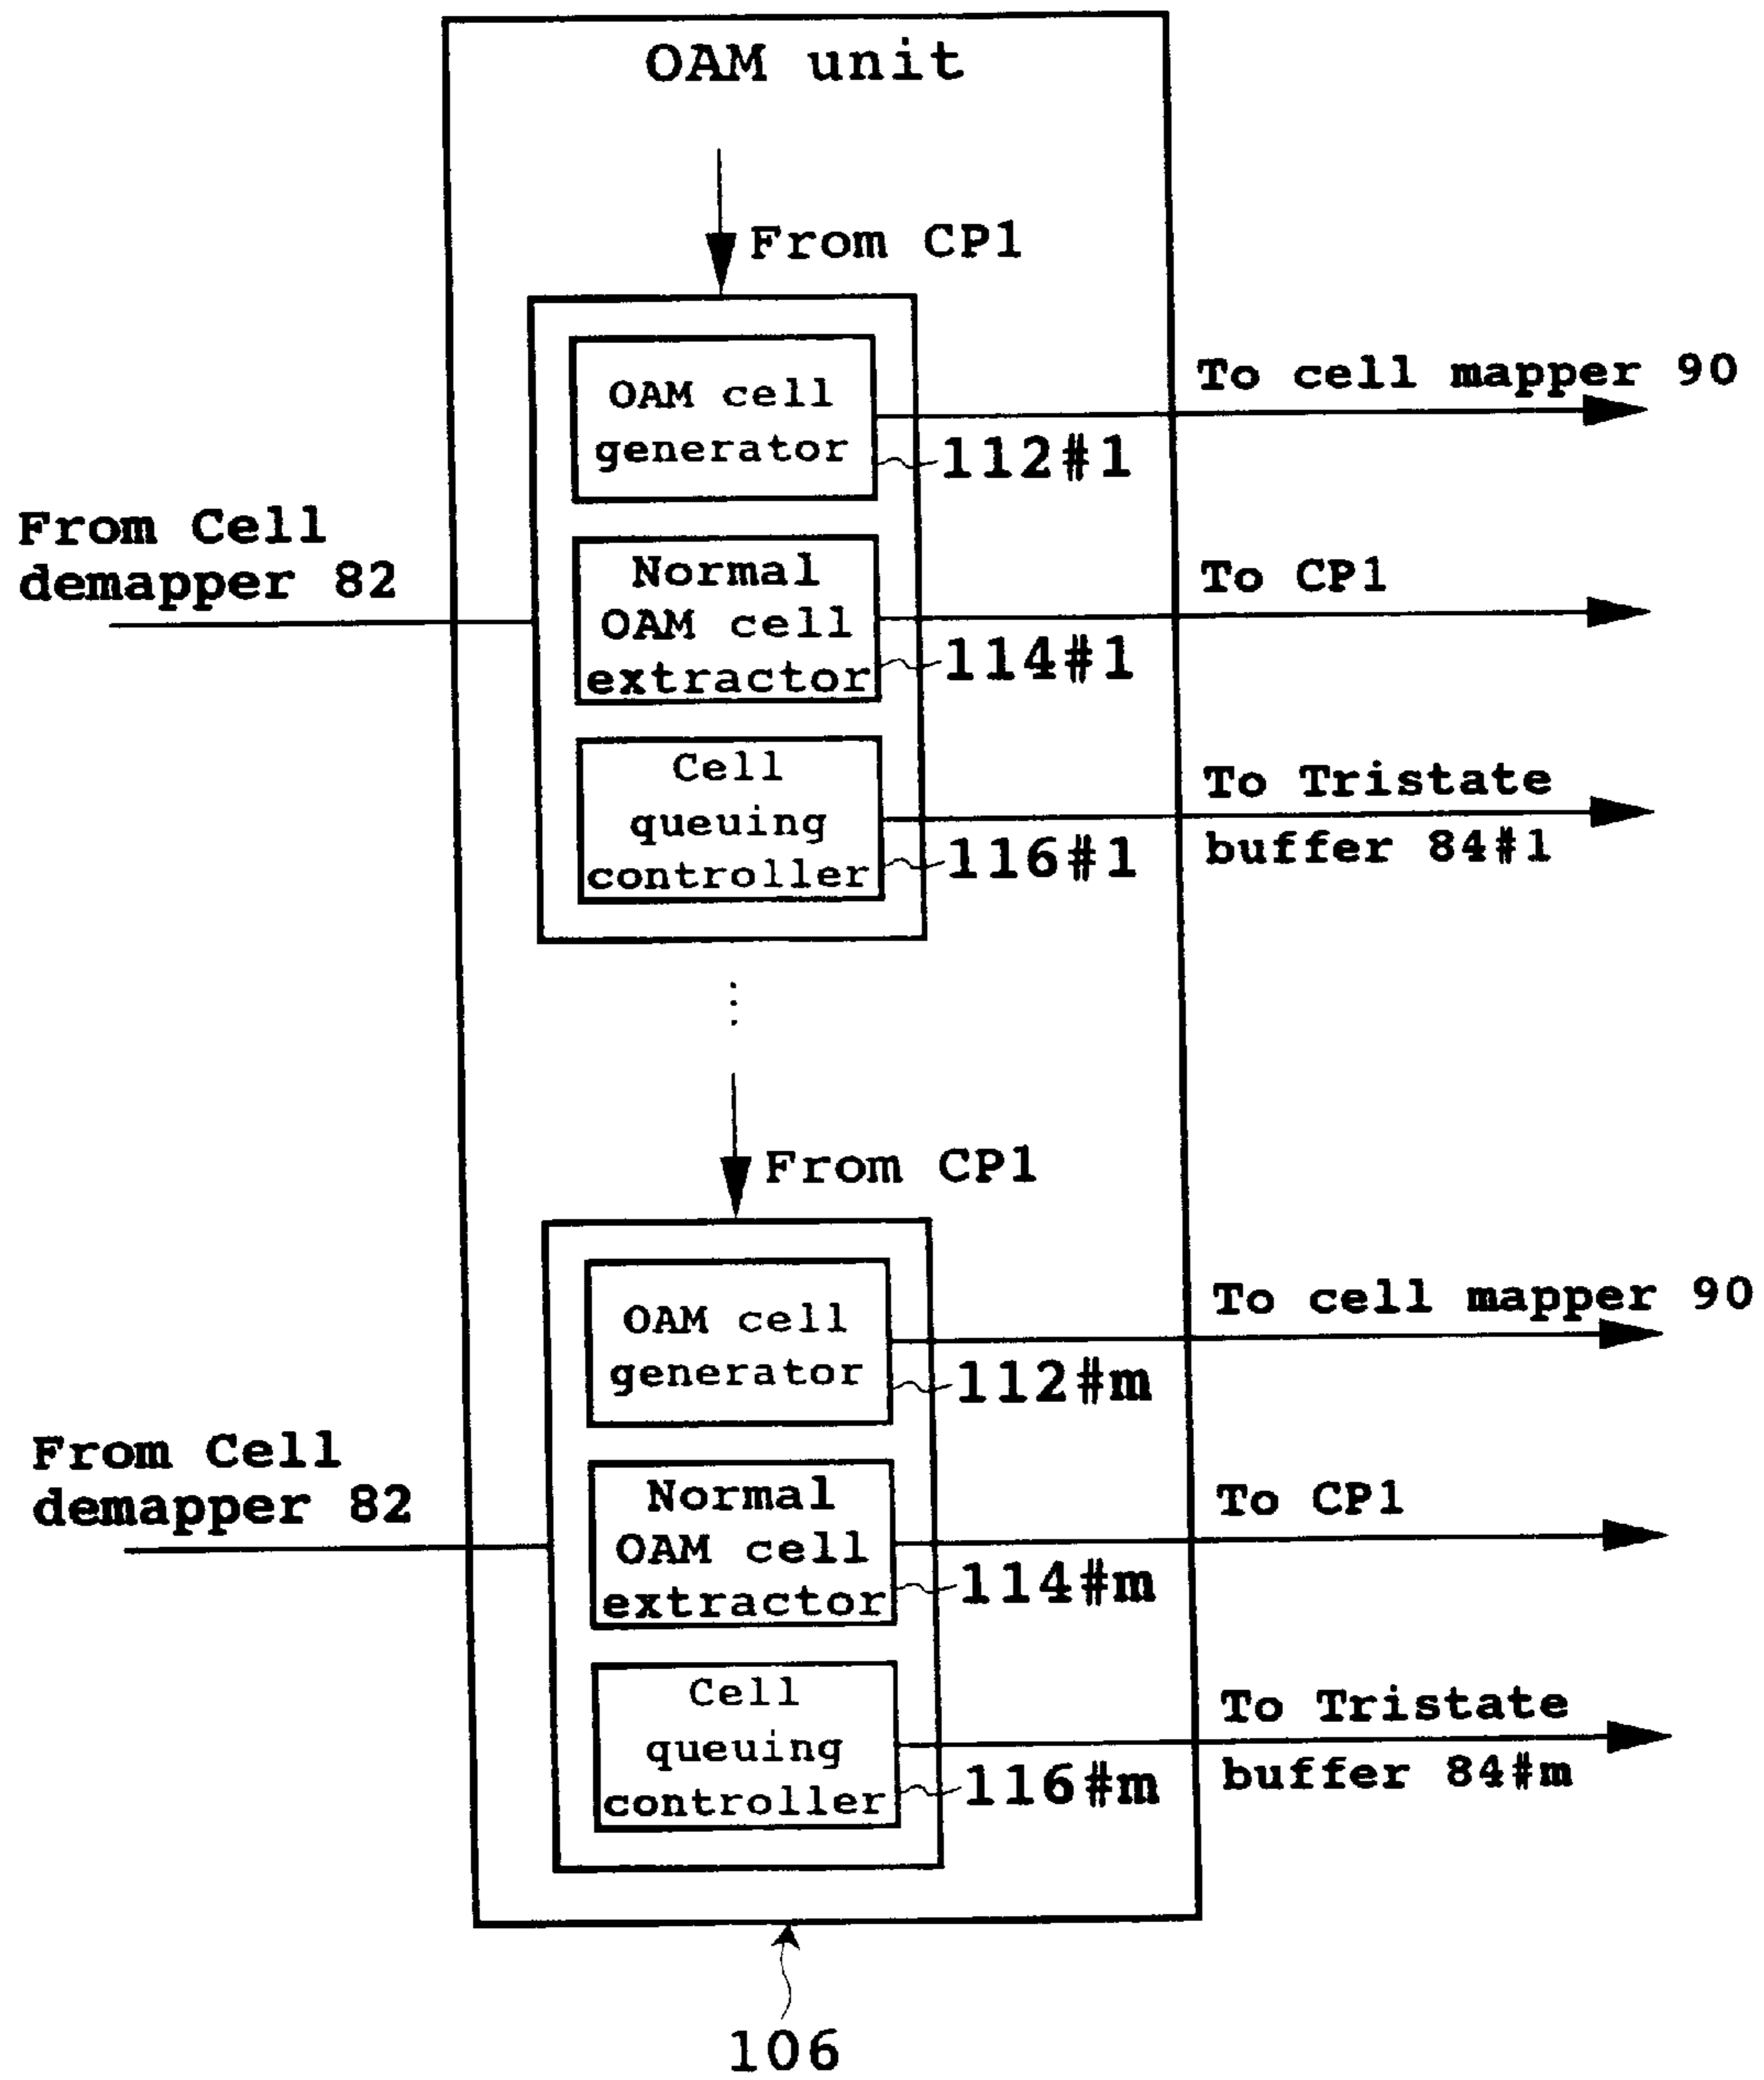 OAM unit
From CP1
OAM cell
generator
112#1
To cell mapper 90
From Cell
demapper 82
Normal
OAM cell
extractor
114#1
To CP1
Cell
queuing
controller
116#1
To Tristate
buffer 84#1
⋮
From CP1
OAM cell
generator
112#m
To cell mapper 90
From Cell
demapper 82
Normal
OAM cell
extractor
114#m
To CP1
Cell
queuing
controller
116#m
To Tristate
buffer 84#m
106